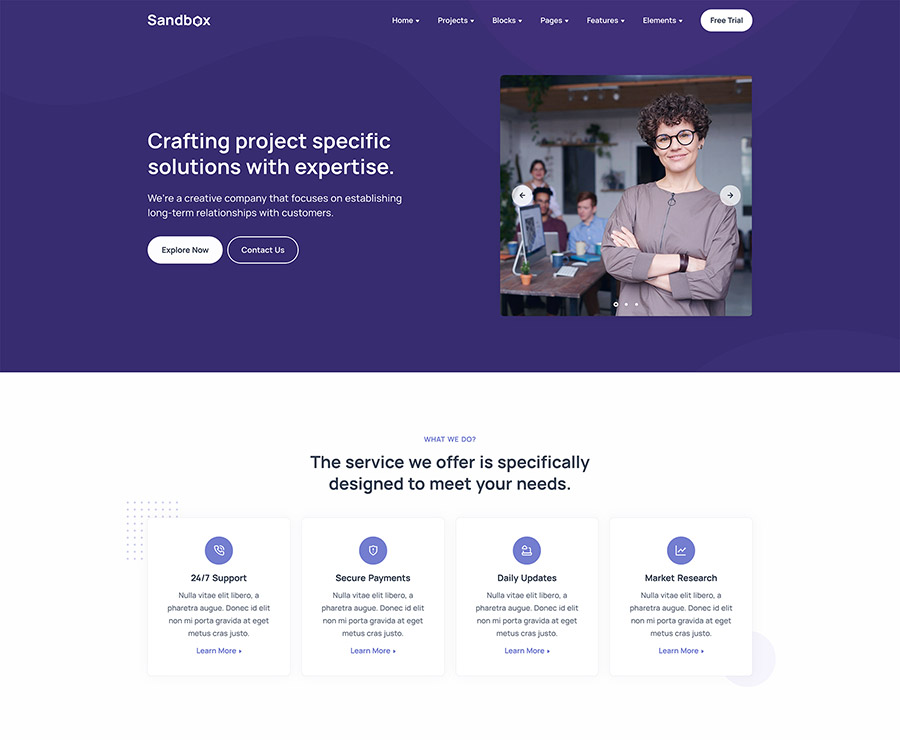 Sandbox
Home Projects Blocks Pages Features Elements Free Trial
Crafting project specific
solutions with expertise.
We're a creative company that focuses on establishing
long-term relationships with customers.
Explore Now Contact Us
WHAT WE DO?
The service we offer is specifically
designed to meet your needs.
24/7 Support
Nulla vitae elit libero, a
pharetra augue. Donec id elit
non mi porta gravida at eget
metus cras justo.
Learn More
Secure Payments
Nulla vitae elit libero, a
pharetra augue. Donec id elit
non mi porta gravida at eget
metus cras justo.
Learn More
Daily Updates
Nulla vitae elit libero, a
pharetra augue. Donec id elit
non mi porta gravida at eget
metus cras justo.
Learn More
Market Research
Nulla vitae elit libero, a
pharetra augue. Donec id elit
non mi porta gravida at eget
metus cras justo.
Learn More